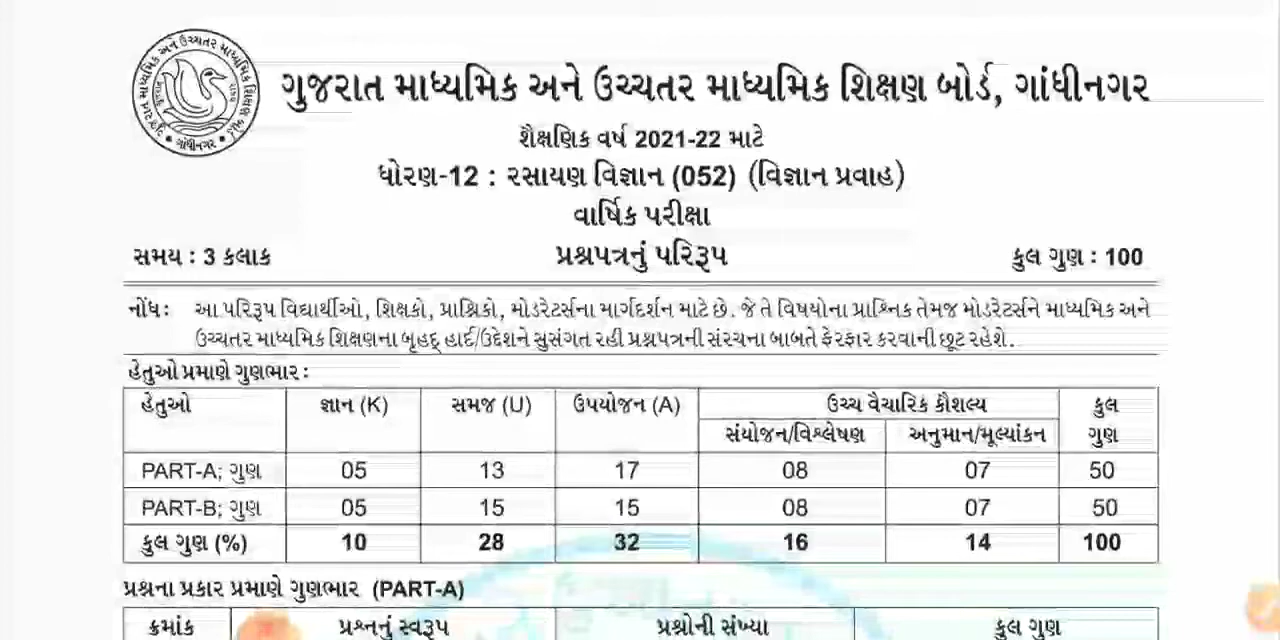 ગુજરાત માધ્યમિક અને ઉચ્ચતર માધ્યમિક શિક્ષણ બોર્ડ, ગાંધીનગર
શૈક્ષણિક વર્ષ 2021-22 માટે
ધોરણ-12 : રસાયણ વિજ્ઞાન (052) (વિજ્ઞાન પ્રવાહ)
વાર્ષિક પરીક્ષા
સમય : 3 કલાક પ્રશ્નપત્રનું પરિરૂપ કુલ ગુણ : 100
નોંધ : આ પરિરૂપ વિદ્યાર્થીઓ, શિક્ષકો, પ્રાશ્નિકો, મોડરેટર્સના માર્ગદર્શન માટે છે. જે તે વિષયોના પ્રાશ્નિક તેમજ મોડરેટર્સને માધ્યમિક અને
ઉચ્ચતર માધ્યમિક શિક્ષણના બૃહદ્ હાર્દ/ઉદ્દેશને સુસંગત રહી પ્રશ્નપત્રની સંરચના બાબતે ફેરફાર કરવાની છૂટ રહેશે.
હેતુઓ પ્રમાણે ગુણભાર :
હેતુઓ જ્ઞાન (K) સમજ (U) ઉપયોજન (A) ઉચ્ચ વૈચારિક કૌશલ્ય કુલ
સંયોજન/વિશ્લેષણ અનુમાન/મૂલ્યાંકન ગુણ
PART-A; ગુણ 05 13 17 08 07 50
PART-B; ગુણ 05 15 15 08 07 50
કુલ ગુણ (%) 10 28 32 16 14 100
પ્રશ્નના પ્રકાર પ્રમાણે ગુણભાર (PART-A)
ક્રમાંક પ્રશ્નનું સ્વરૂપ પ્રશ્નોની સંખ્યા કુલ ગુણ